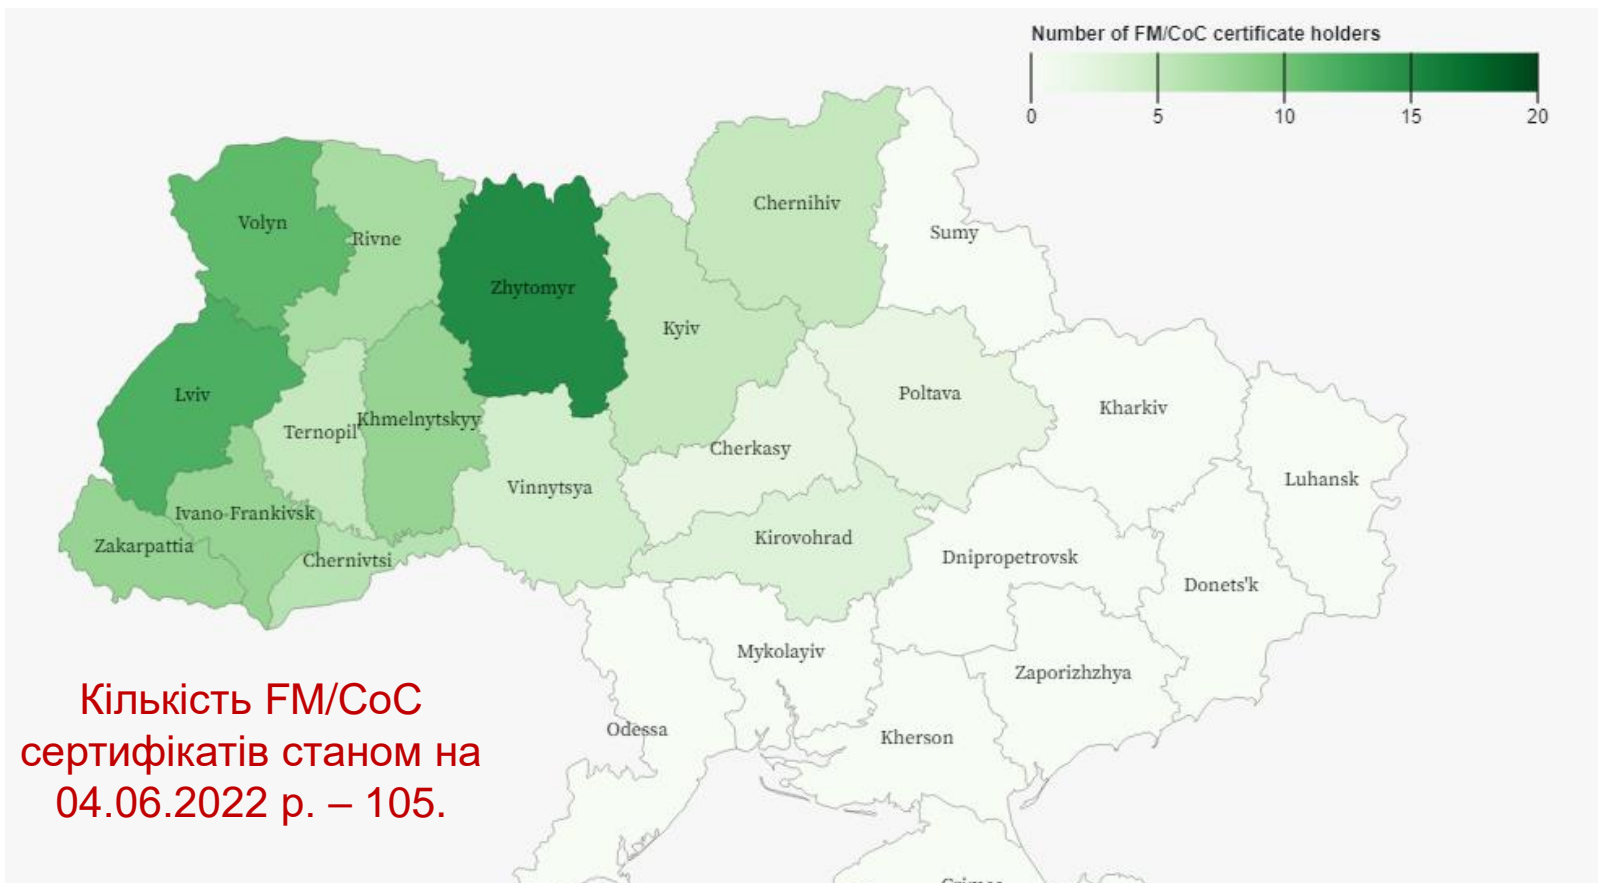 Number of FM/CoC certificate holders
0 5 10 15 20
Chernihiv
Volyn
Sumy
Rivne
Zhytomyr
Kyiv
Lviv
Poltava
Kharkiv
Khmelnytskyy
Ternopil'
Cherkasy
Luhansk
Vinnytsya
Ivano-Frankivsk
Kirovohrad
Zakarpattia
Chernivtsi
Dnipropetrovsk
Donets'k
Mykolayiv
Zaporizhzhya
Odessa
Kherson
Кількість FM/CoC
сертифікатів станом на
04.06.2022 р. – 105.